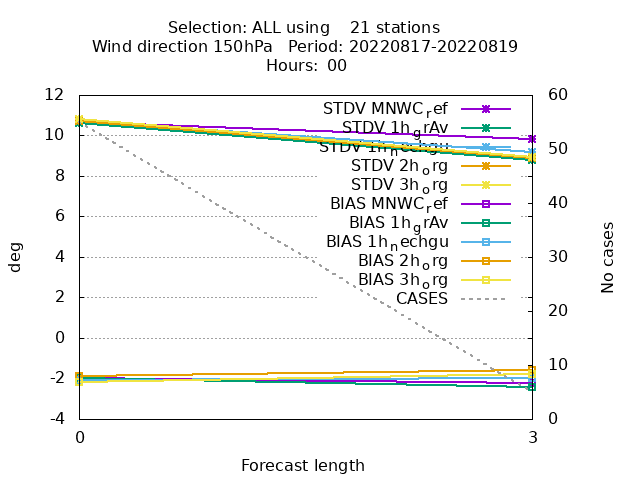 Selection: ALL using 21 stations
Wind direction 150hPa Period: 20220817-20220819
Hours: 00
12
10
8
6
4
2
0
-2
-4
60
50
40
30
20
10
0
deg
No cases
STDV MNWC_ref
STDV 1h_grAv
STDV 1h_nechgu
STDV 2h_org
STDV 3h_org
BIAS MNWC_ref
BIAS 1h_grAv
BIAS 1h_nechgu
BIAS 2h_org
BIAS 3h_org
CASES
0
3
Forecast length